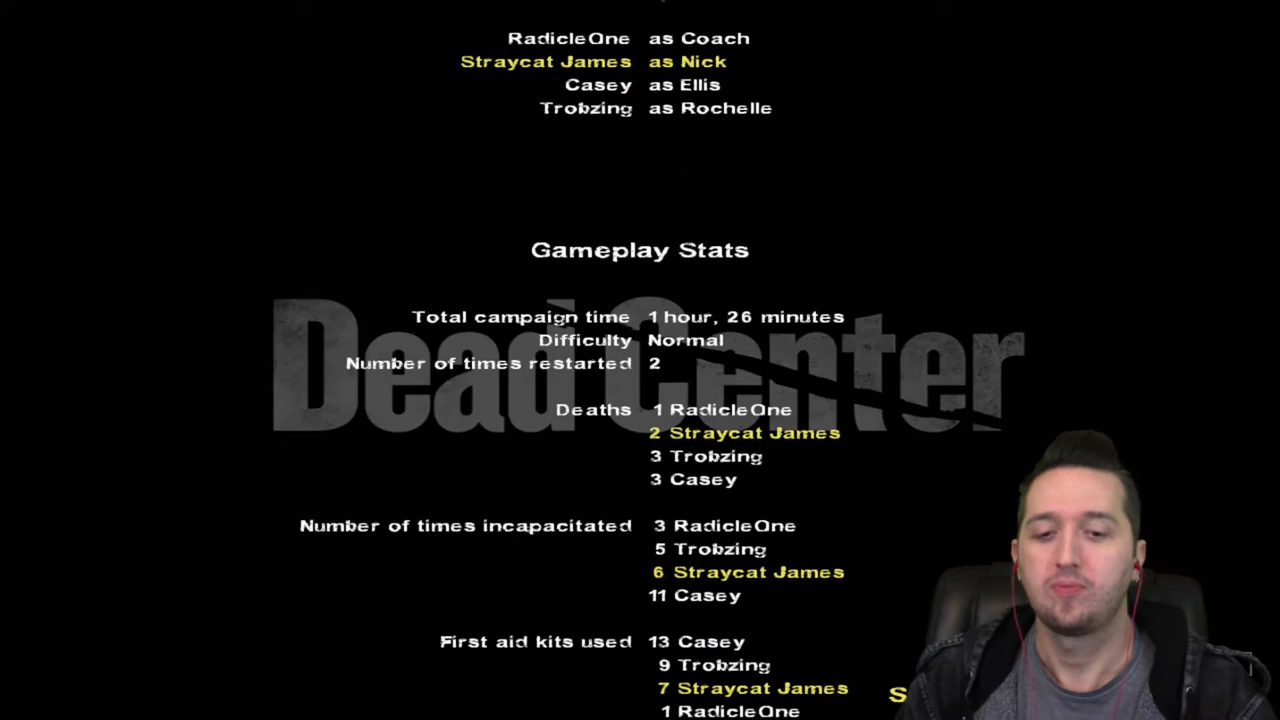 RadicleOne as Coach
Straycat James as Nick
Casey as Ellis
Trobzing as Rochelle
Gameplay Stats
Dead Center
Total campaign time 1 hour, 26 minutes
Difficulty Normal
Number of times restarted 2
Deaths 1 RadicleOne
2 Straycat James
3 Trobzing
3 Casey
Number of times incapacitated 3 RadicleOne
5 Trobzing
6 Straycat James
11 Casey
First aid kits used 13 Casey
9 Trobzing
7 Straycat James
S
1 RadicleOne